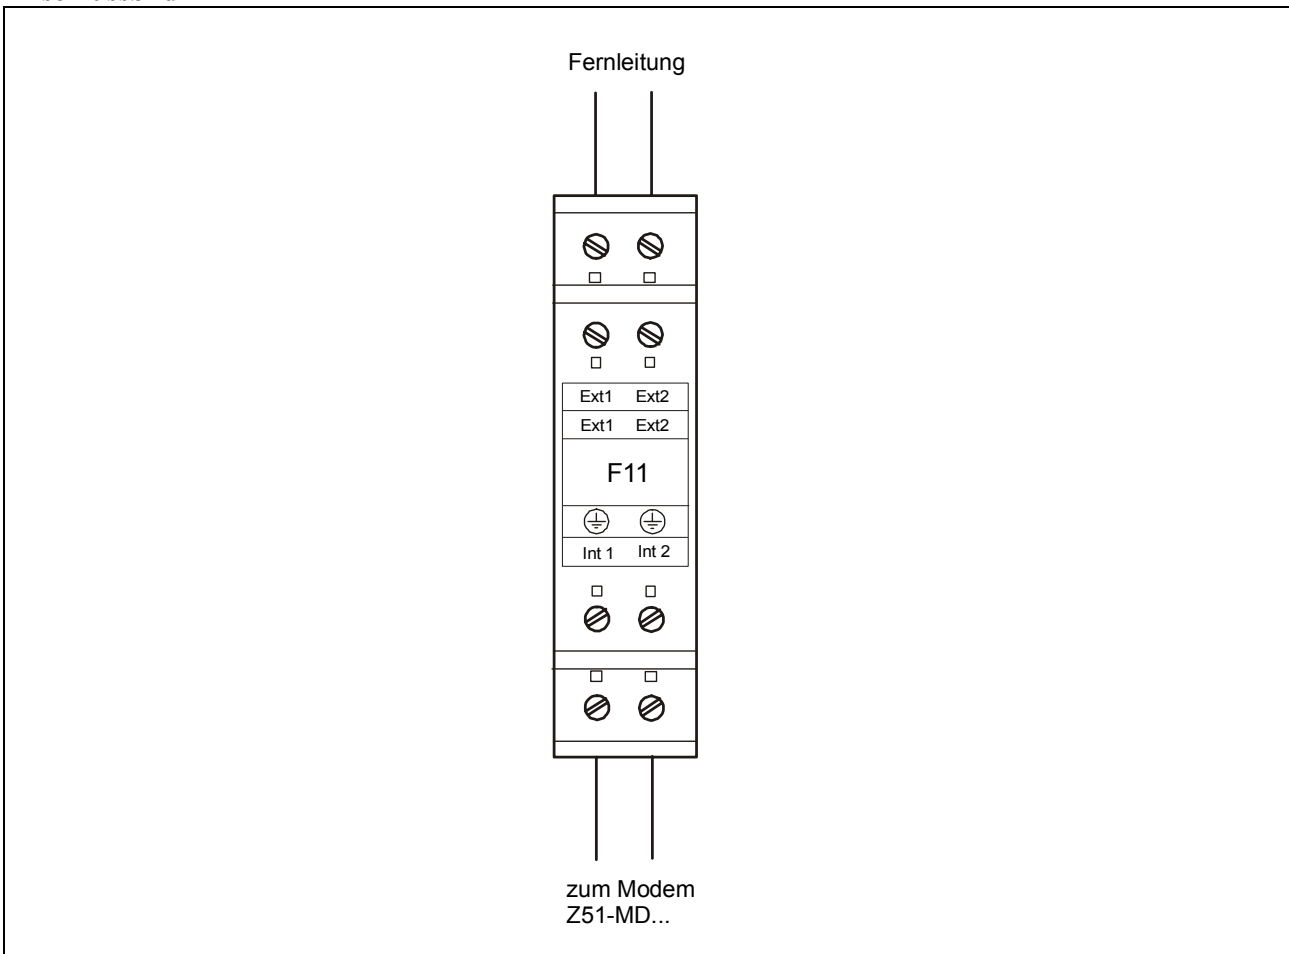 Fernleitung
Ext1 Ext2
Ext1 Ext2
F11
Int 1 Int 2
zum Modem
Z51-MD...